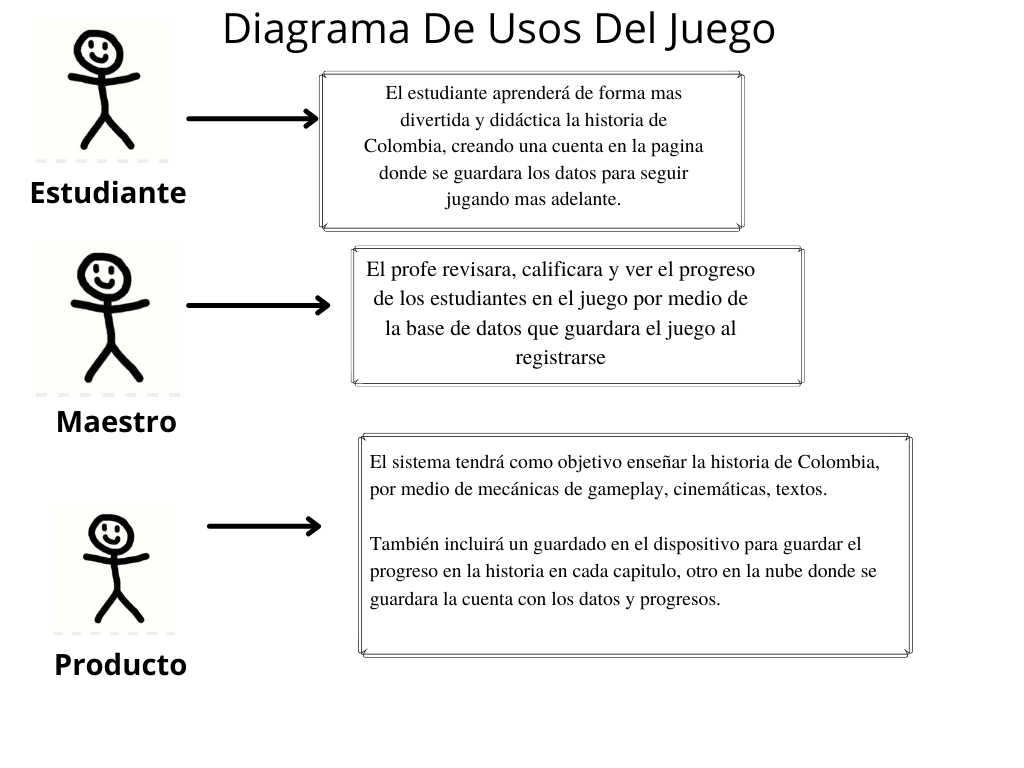 Diagrama De Usos Del Juego
El estudiante aprenderá de forma mas
divertida y didáctica la historia de
Colombia, creando una cuenta en la pagina
donde se guardara los datos para seguir
jugando mas adelante.
Estudiante
El profe revisara, calificara y ver el progreso
de los estudiantes en el juego por medio de
la base de datos que guardara el juego al
registrarse
Maestro
El sistema tendrá como objetivo enseñar la historia de Colombia,
por medio de mecánicas de gameplay, cinemáticas, textos.
También incluirá un guardado en el dispositivo para guardar el
progreso en la historia en cada capitulo, otro en la nube donde se
guardara la cuenta con los datos y progresos.
Producto